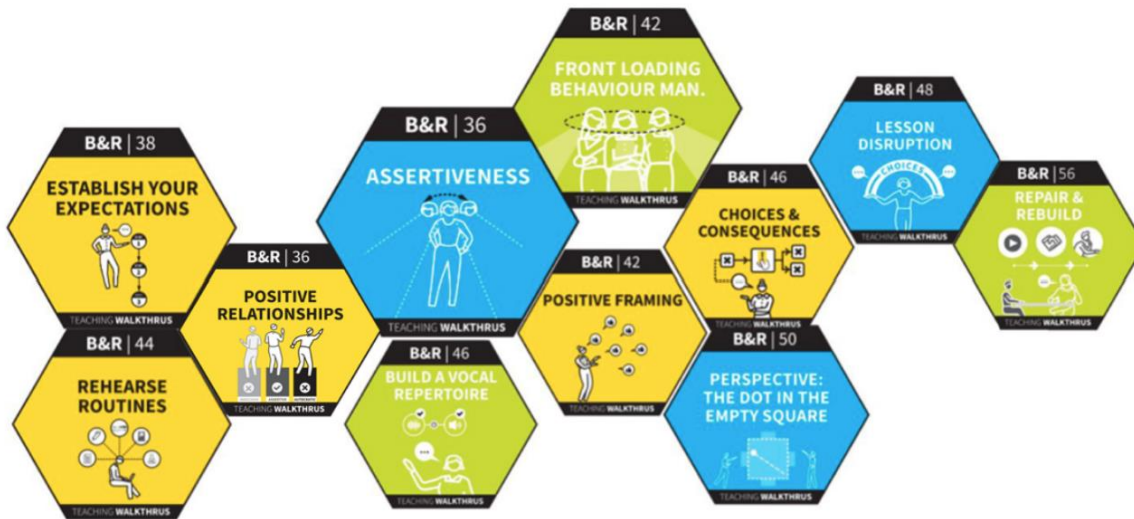 B&R | 38
ESTABLISH YOUR
EXPECTATIONS
TEACHING WALKTHRUS
B&R | 44
REHEARSE
ROUTINES
TEACHING WALKTHRUS
B&R | 36
POSITIVE
RELATIONSHIPS
ASSERTIVE
TEACHING WALKTHRUS
B&R | 36
ASSERTIVENESS
TEACHING WALKTHRUS
B&R | 46
BUILD A VOCAL
REPERTOIRE
TEACHING WALKTHRUS
B&R | 42
FRONT LOADING
BEHAVIOUR MAN.
TEACHING WALKTHRUS
B&R | 42
POSITIVE FRAMING
TEACHING WALKTHRUS
B&R | 46
CHOICES &
CONSEQUENCES
TEACHING WALKTHRUS
B&R | 50
PERSPECTIVE:
THE DOT IN THE
EMPTY SQUARE
TEACHING WALKTHRUS
B&R | 48
LESSON
DISRUPTION
CHOICES
TEACHING WALKTHRUS
B&R | 56
REPAIR &
REBUILD
TEACHING WALKTHRUS